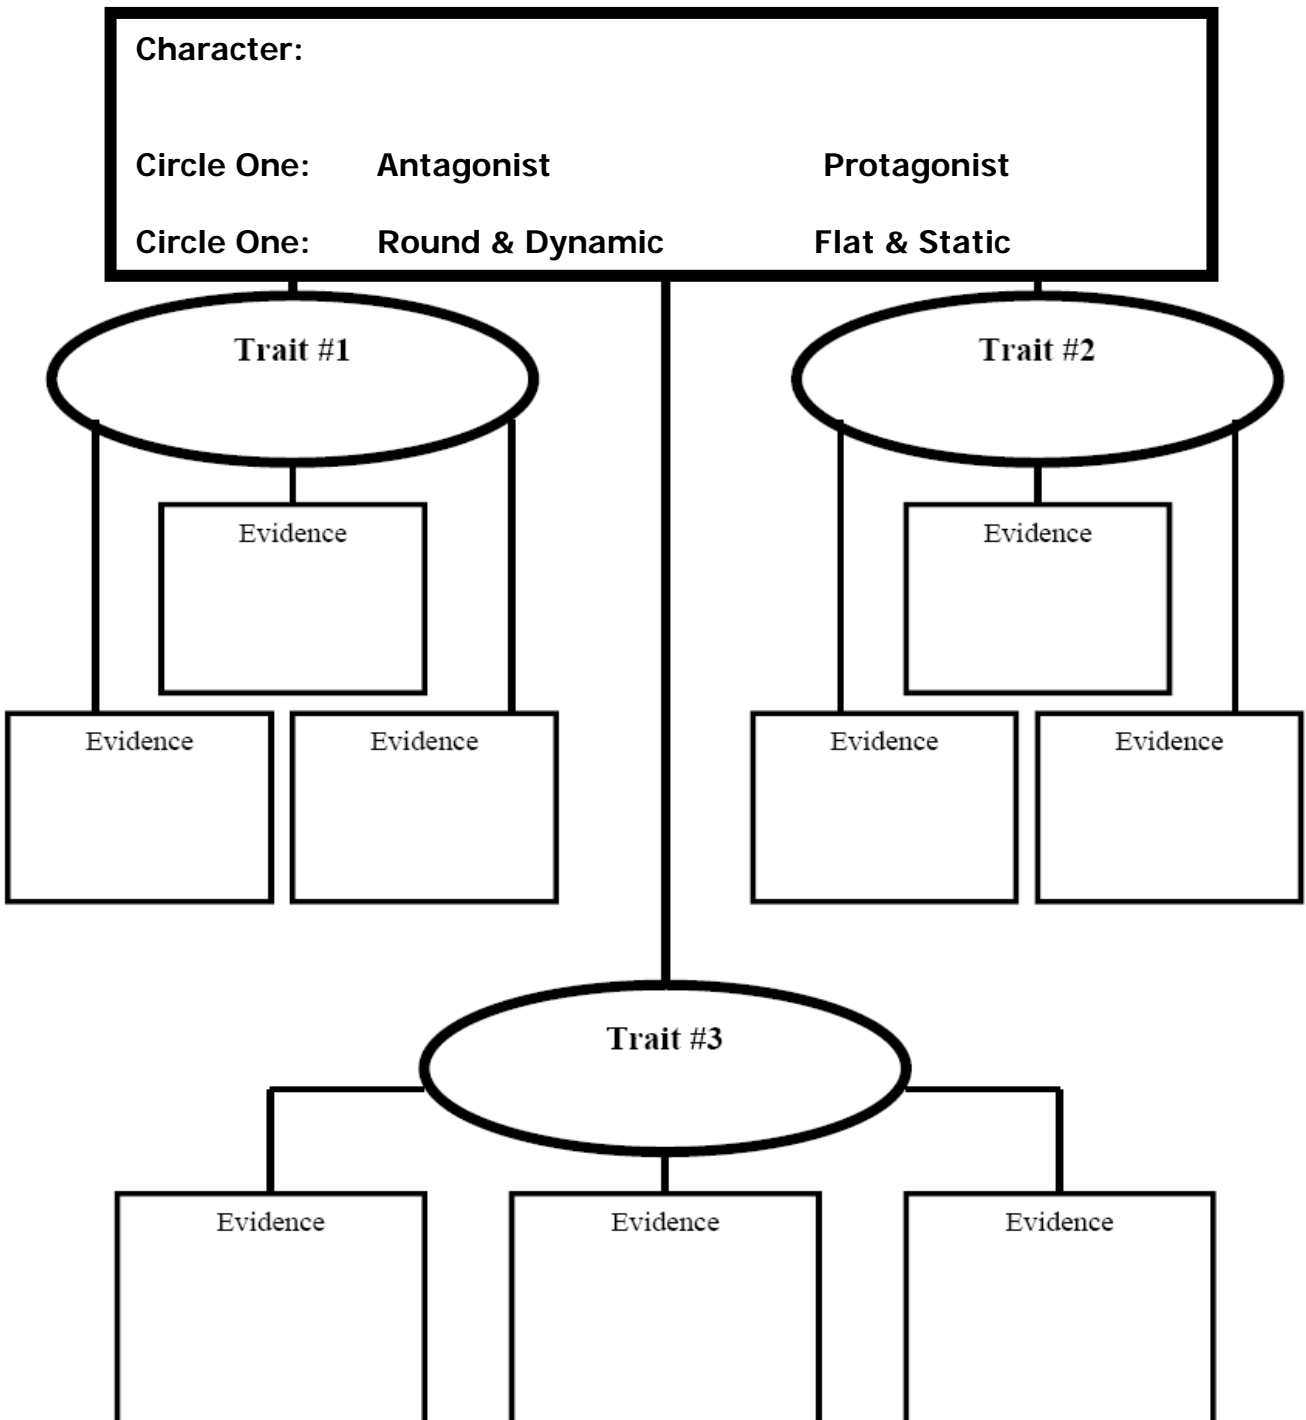 Character:
Circle One: Antagonist Protagonist
Circle One: Round & Dynamic Flat & Static
Trait #1 Trait #2
Evidence Evidence
Evidence Evidence Evidence Evidence
Trait #3
Evidence Evidence Evidence